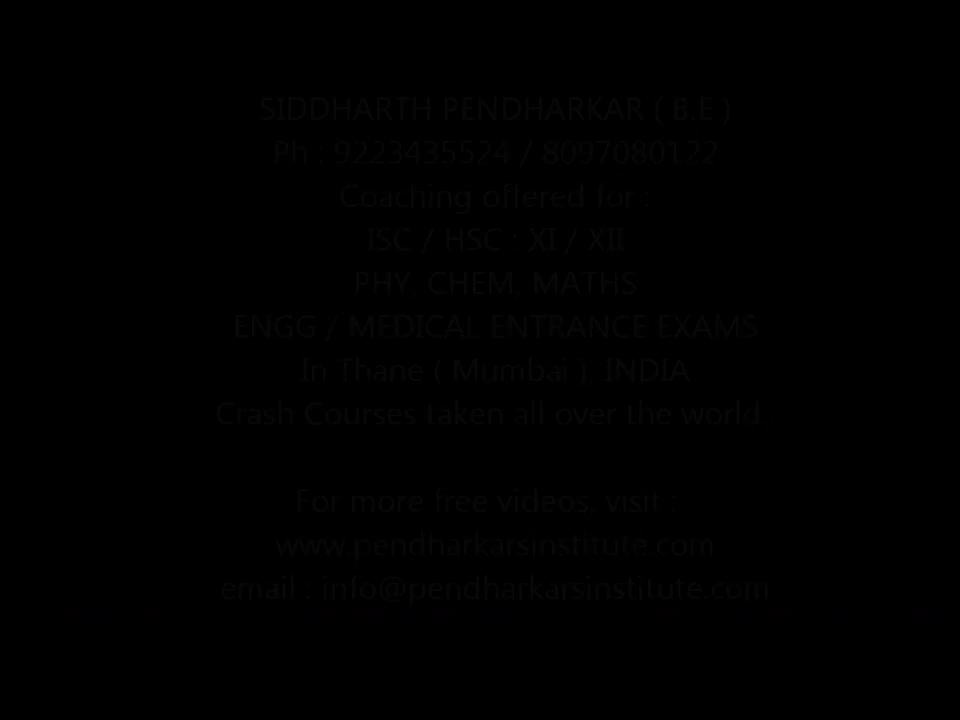 SIDDHARTH PENDHARKAR ( B.E )
Ph : 9223435524 / 8097080122
Coaching offered for :
ISC / HSC : XI / XII
PHY, CHEM, MATHS
ENGG / MEDICAL ENTRANCE EXAMS
In Thane ( Mumbai ), INDIA
Crash Courses taken all over the world.
For more free videos, visit :
www.pendharkarsinstitute.com
email : info@pendharkarsinstitute.com